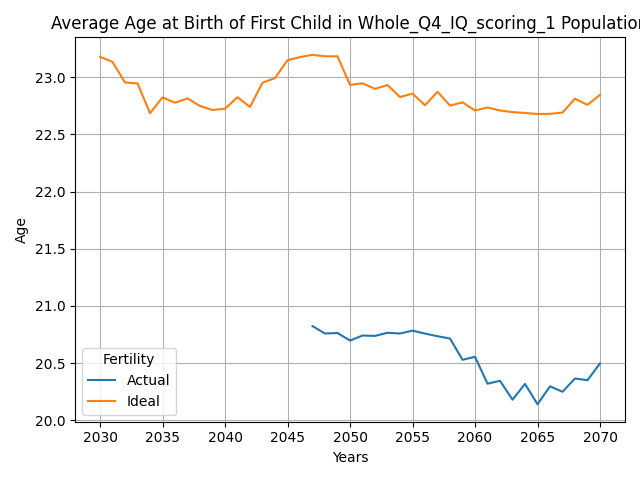 Average Age at Birth of First Child in Whole_Q4_IQ_scoring_1 Population
23.0
22.5
22.0
21.5
21.0
20.5
20.0
Age
Fertility
Actual
Ideal
2030 2035 2040 2045 2050 2055 2060 2065 2070
Years